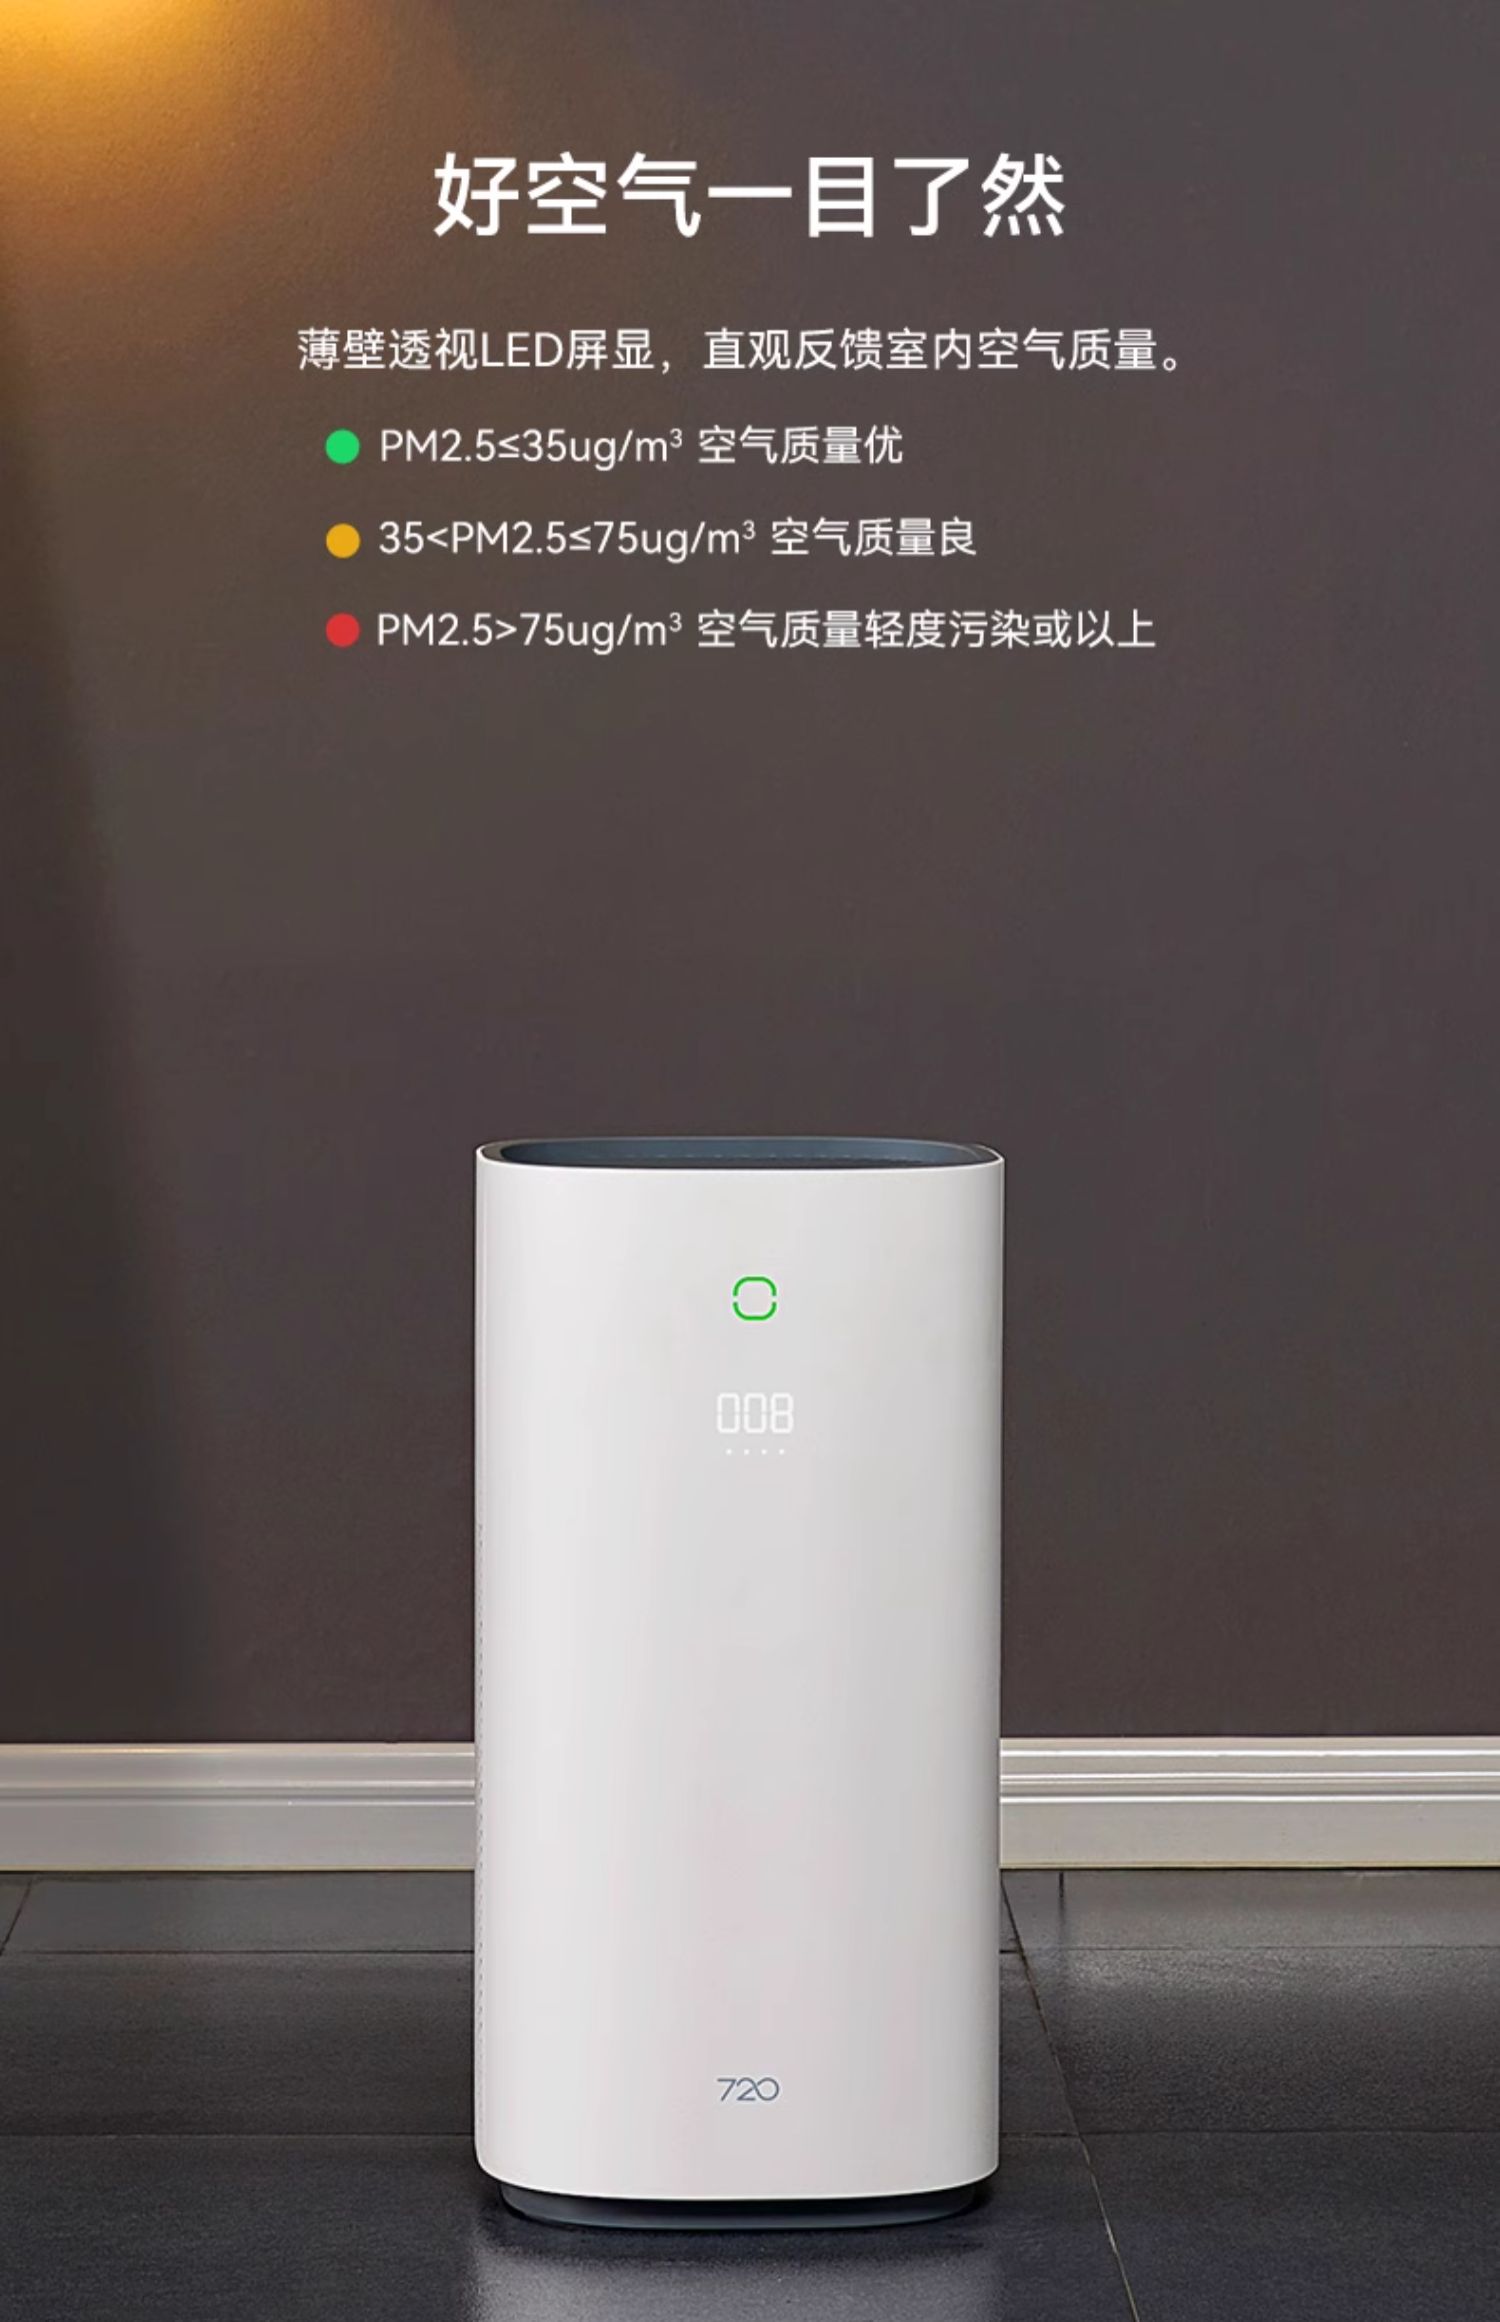 好空气一目了然
薄壁透视LED屏显，直观反馈室内空气质量。
PM2.5≤35ug/m³ 空气质量优
35<PM2.5≤75ug/m³ 空气质量良
PM2.5>75ug/m³ 空气质量轻度污染或以上
008
720